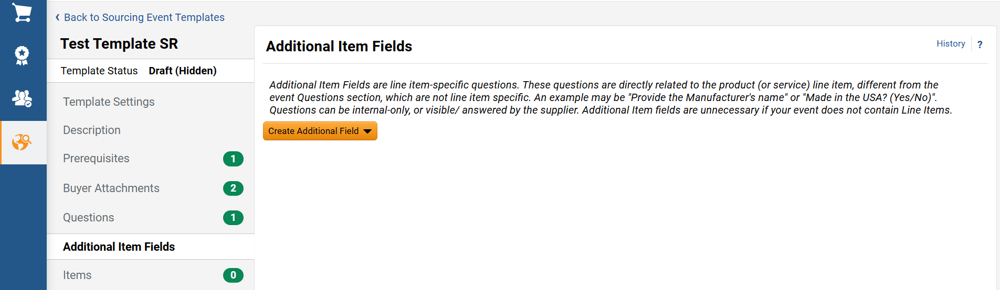 Back to Sourcing Event Templates
Test Template SR
Template Status Draft (Hidden)
Template Settings
Description
Prerequisites 1
Buyer Attachments 2
Questions 1
Additional Item Fields
Items 0
Additional Item Fields
History ?
Additional Item Fields are line item-specific questions. These questions are directly related to the product (or service) line item, different from the
event Questions section, which are not line item specific. An example may be "Provide the Manufacturer's name" or "Made in the USA? (Yes/No)".
Questions can be internal-only, or visible/ answered by the supplier. Additional Item fields are unnecessary if your event does not contain Line Items.
Create Additional Field